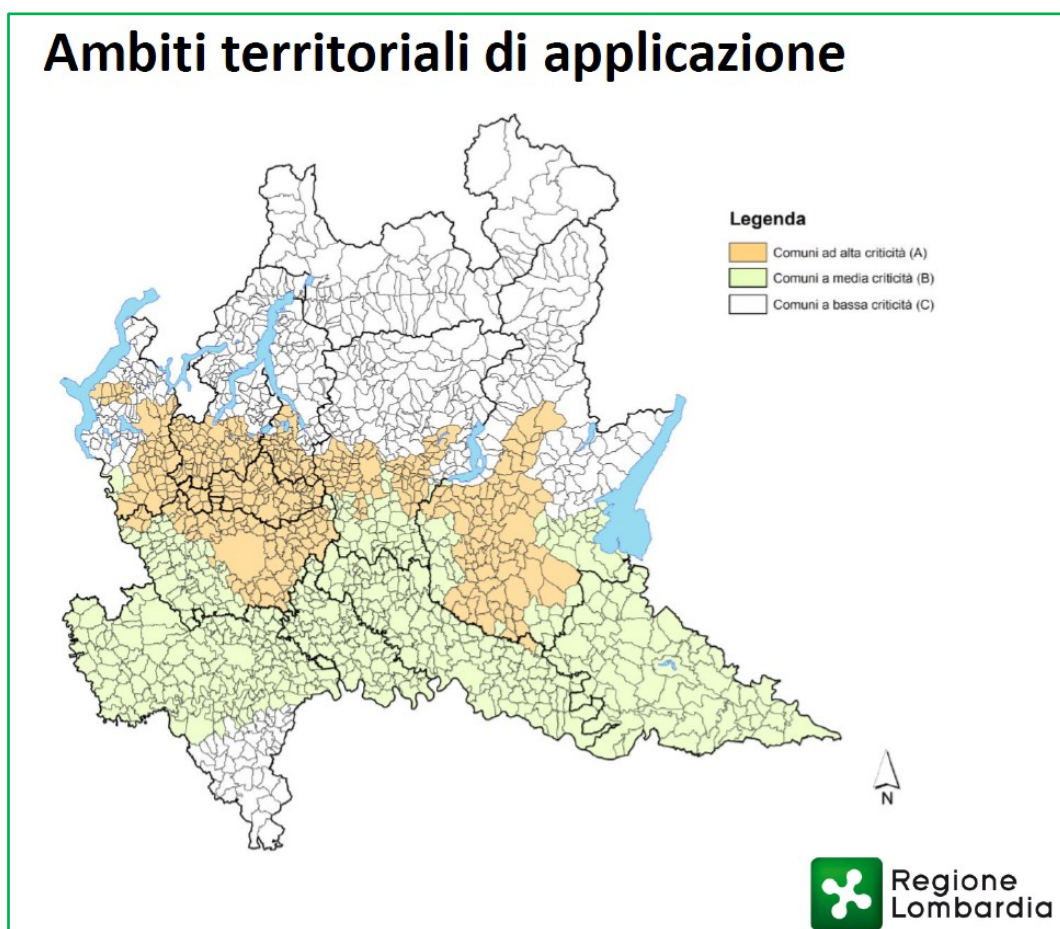 Ambiti territoriali di applicazione
Legenda
Comuni ad alta criticità (A)
Comuni a media criticità (B)
Comuni a bassa criticità (C)
N
Regione
Lombardia